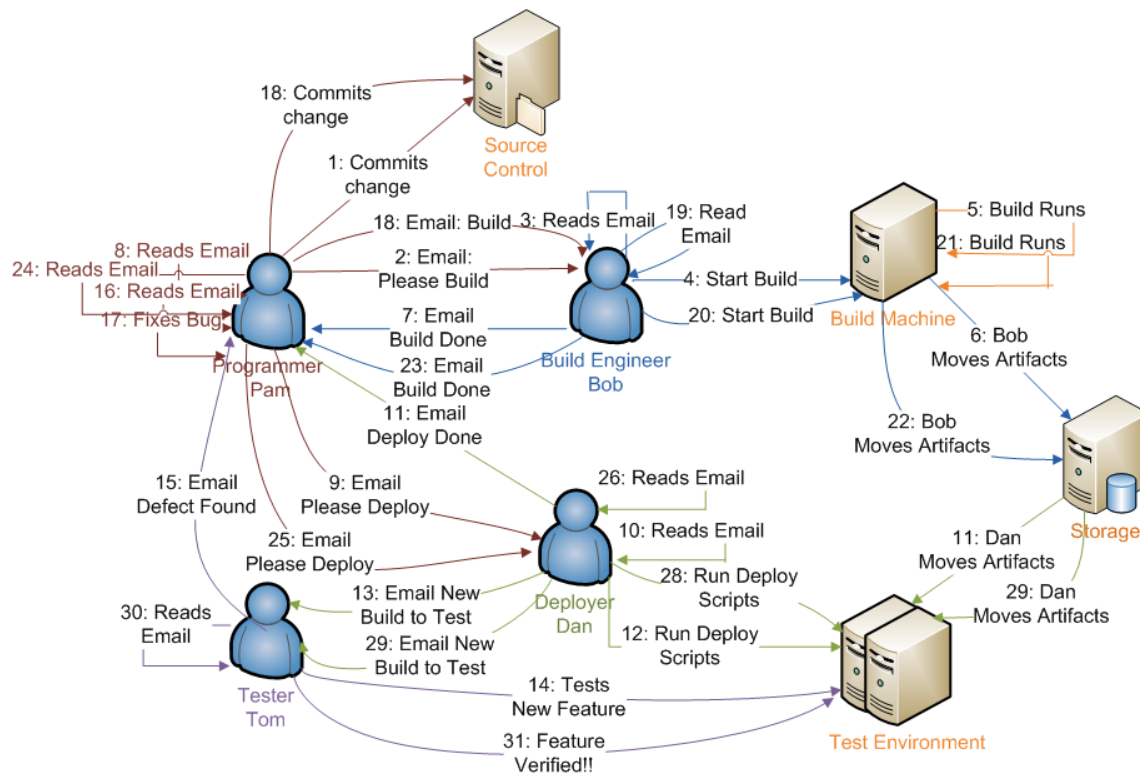 18: Commits
change
Source
Control
1: Commits
change
18: Email: Build
3: Reads Email
19: Read
Email
5: Build Runs
21: Build Runs
8: Reads Email
24: Reads Email
16: Reads Email
17: Fixes Bug
2: Email:
Please Build
4: Start Build
20: Start Build
Build Machine
7: Email
Build Done
Programmer
Pam
Build Engineer
Bob
23: Email
Build Done
6: Bob
Moves Artifacts
11: Email
Deploy Done
22: Bob
Moves Artifacts
15: Email
Defect Found
9: Email
Please Deploy
26: Reads Email
Storage
25: Email
Please Deploy
10: Reads Email
11: Dan
Moves Artifacts
28: Run Deploy
Scripts
29: Dan
Moves Artifacts
13: Email New
Build to Test
Deployer
Dan
30: Reads
Email
29: Email New
Build to Test
12: Run Deploy
Scripts
Tester
Tom
14: Tests
New Feature
Test Environment
31: Feature
Verified!!